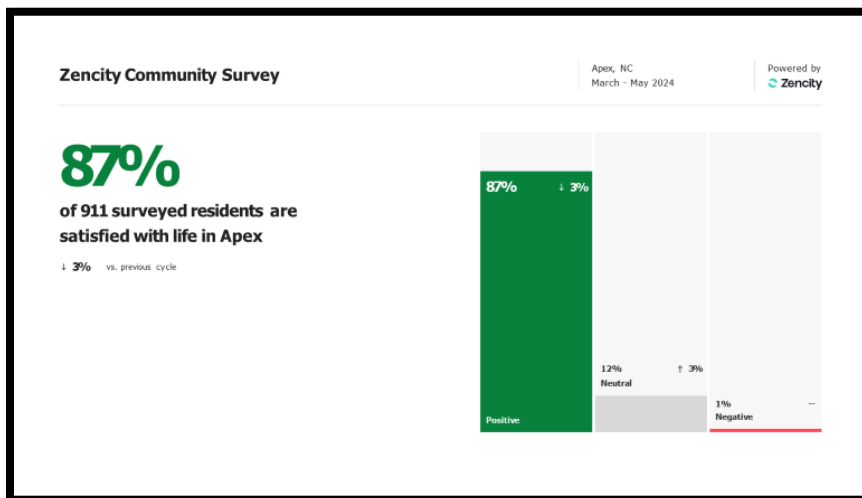 Zencity Community Survey
Apex, NC
March - May 2024
Powered by
Zencity
87%
of 911 surveyed residents are
satisfied with life in Apex
↓ 3% vs. previous cycle
87% ↓ 3%
Positive
12% ↑ 3%
Neutral
1% --
Negative